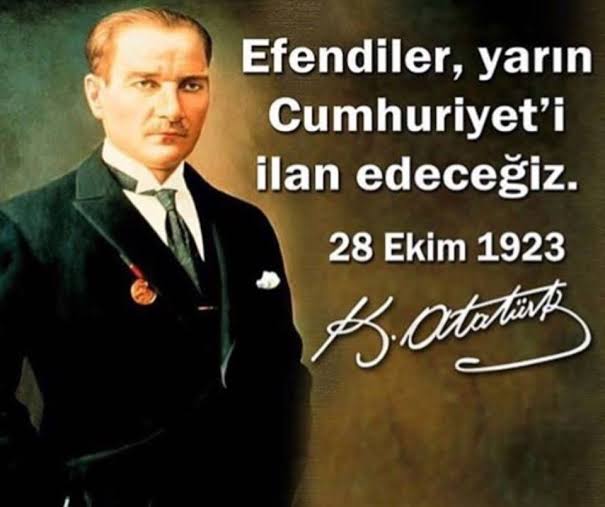 Efendiler, yarın
Cumhuriyet'i
ilan edeceğiz.
28 Ekim 1923
K. Atatürk